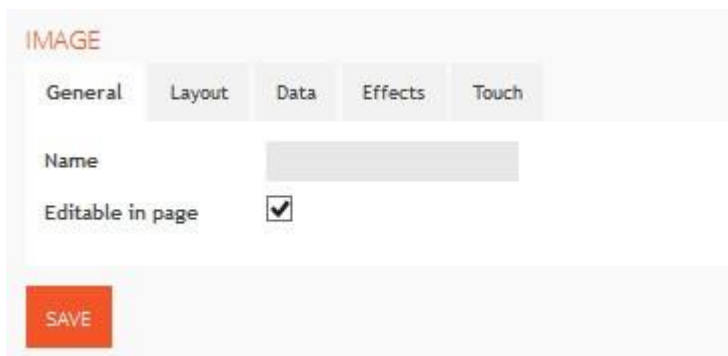 IMAGE
General Layout Data Effects Touch
Name
Editable in page
SAVE